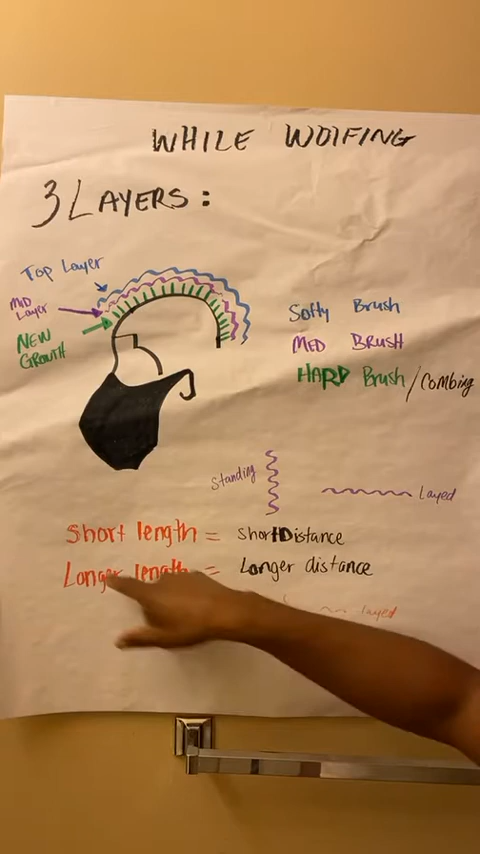 WHILE WOlFING
3 LAYERS:
Top Layer
MID
Layer
NEW
GROWTH
Softy Brush
MED BRUSH
HARD Brush/Combing
Standing
Layed
Short length = short Distance
Longer length = Longer distance
layed